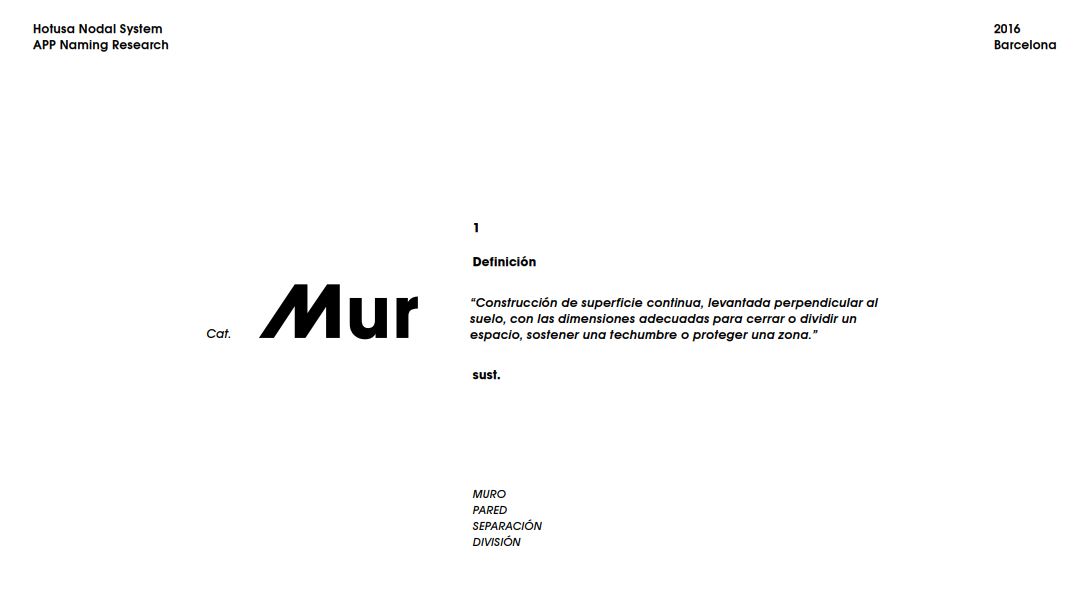 Hotusa Nodal System
APP Naming Research
2016
Barcelona
1
Definición
Cat.
Mur
“Construcción de superficie continua, levantada perpendicular al
suelo, con las dimensiones adecuadas para cerrar o dividir un
espacio, sostener una techumbre o proteger una zona.”
sust.
MURO
PARED
SEPARACIÓN
DIVISIÓN